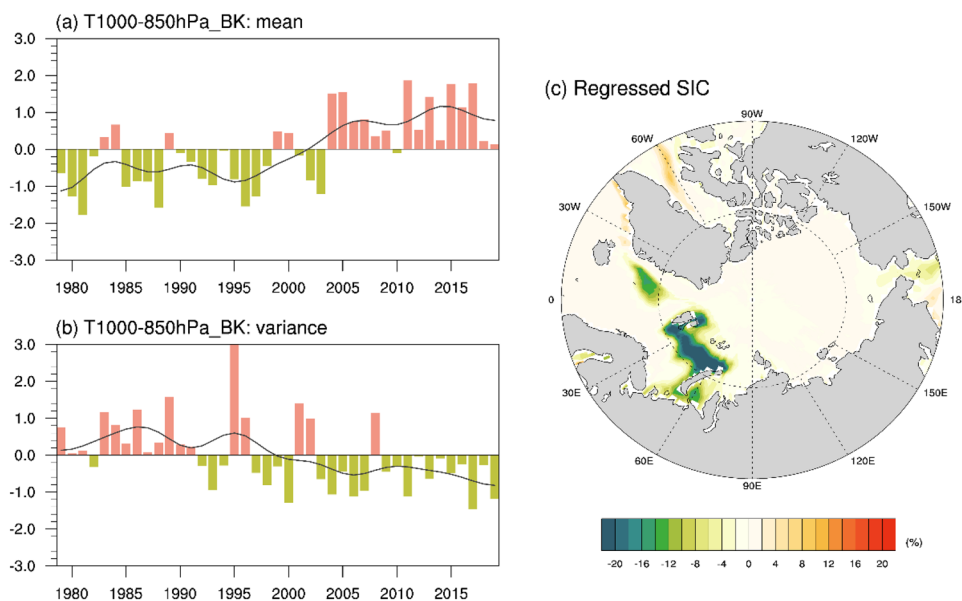 (a) T1000-850hPa_BK: mean
3.0
2.0
1.0
0.0
-1.0
-2.0
-3.0
1980 1985 1990 1995 2000 2005 2010 2015
(b) T1000-850hPa_BK: variance
3.0
2.0
1.0
0.0
-1.0
-2.0
-3.0
1980 1985 1990 1995 2000 2005 2010 2015
(c) Regressed SIC
90W
60W 120W
30W 150W
0 18
30E 150E
60E 120E
90E
-20 -16 -12 -8 -4 0 4 8 12 16 20 (%)